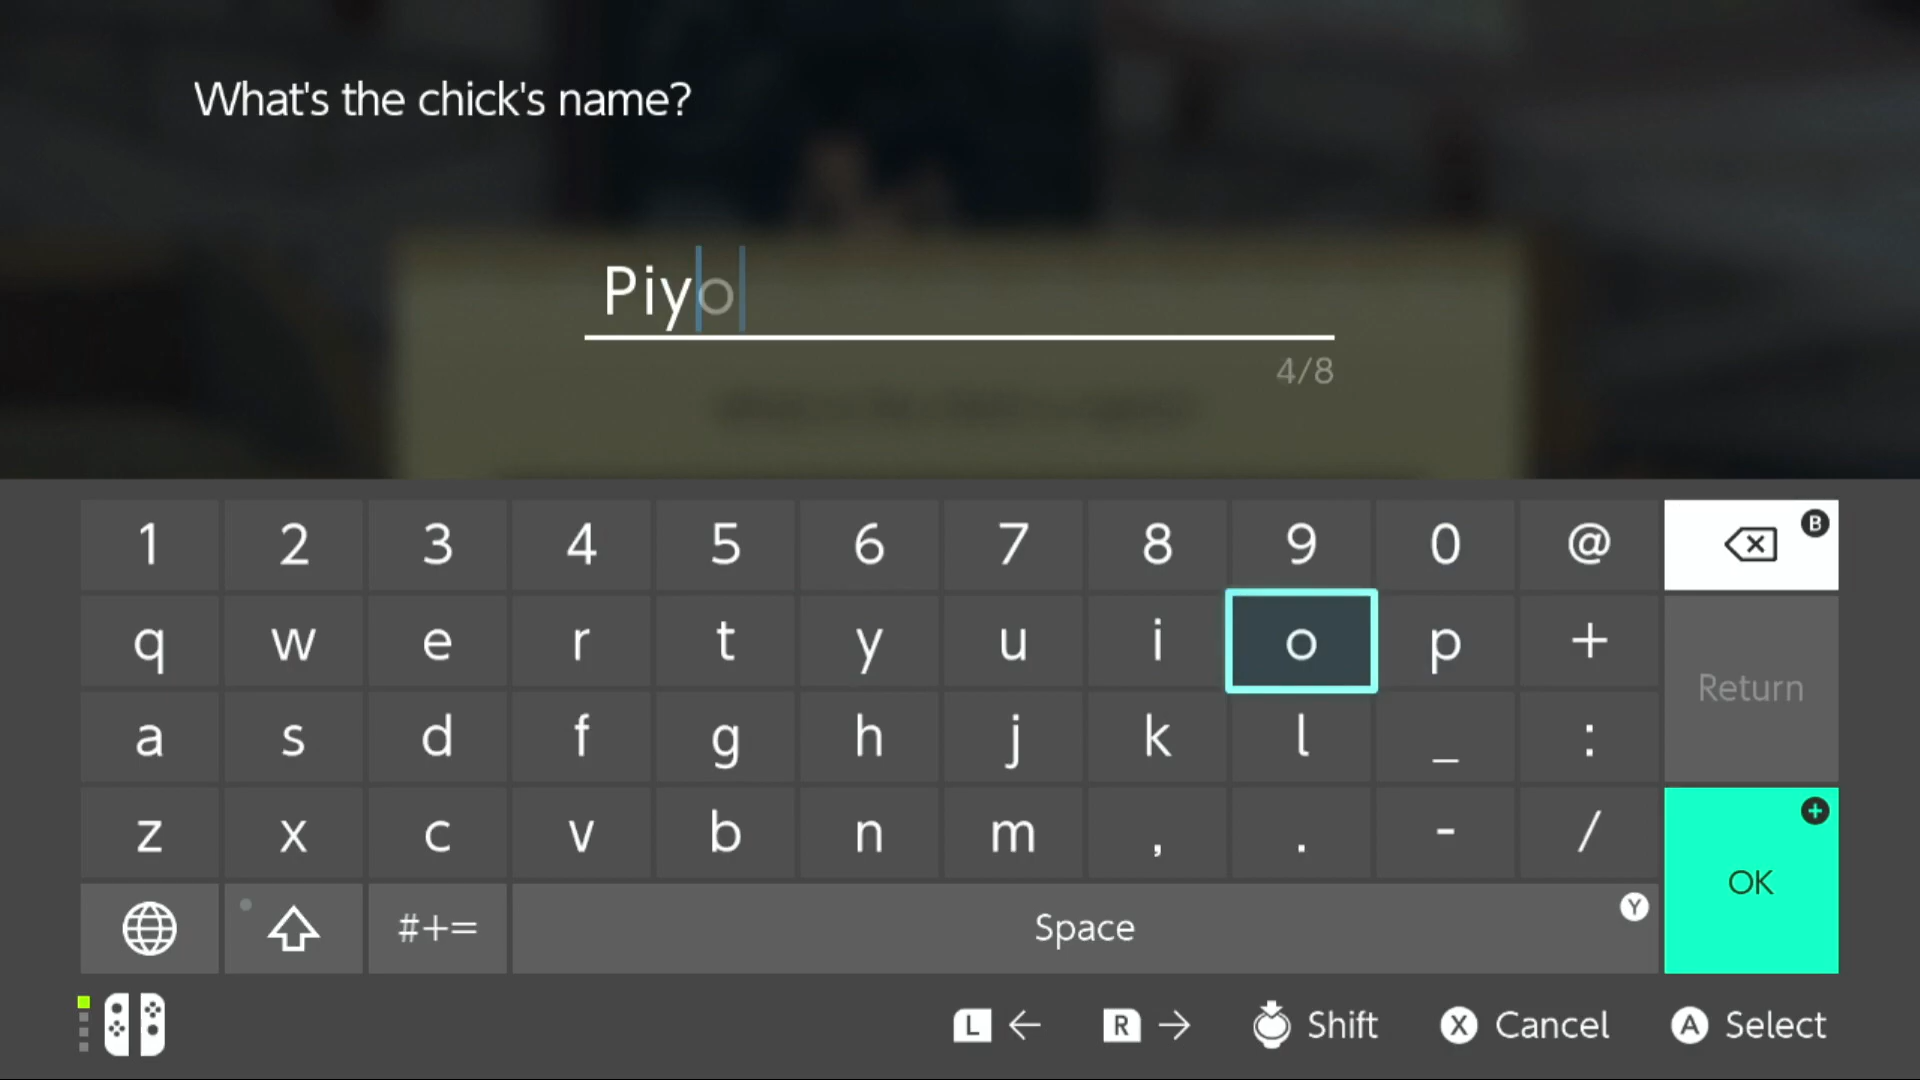 What's the chick's name?
Piyo
4/8
1 2 3 4 5 6 7 8 9 0 @ B
q w e r t y u i o p + Return
a s d f g h j k l _ :
z x c v b n m , . - / + OK
#+= Space Y
L ← R → Shift X Cancel A Select